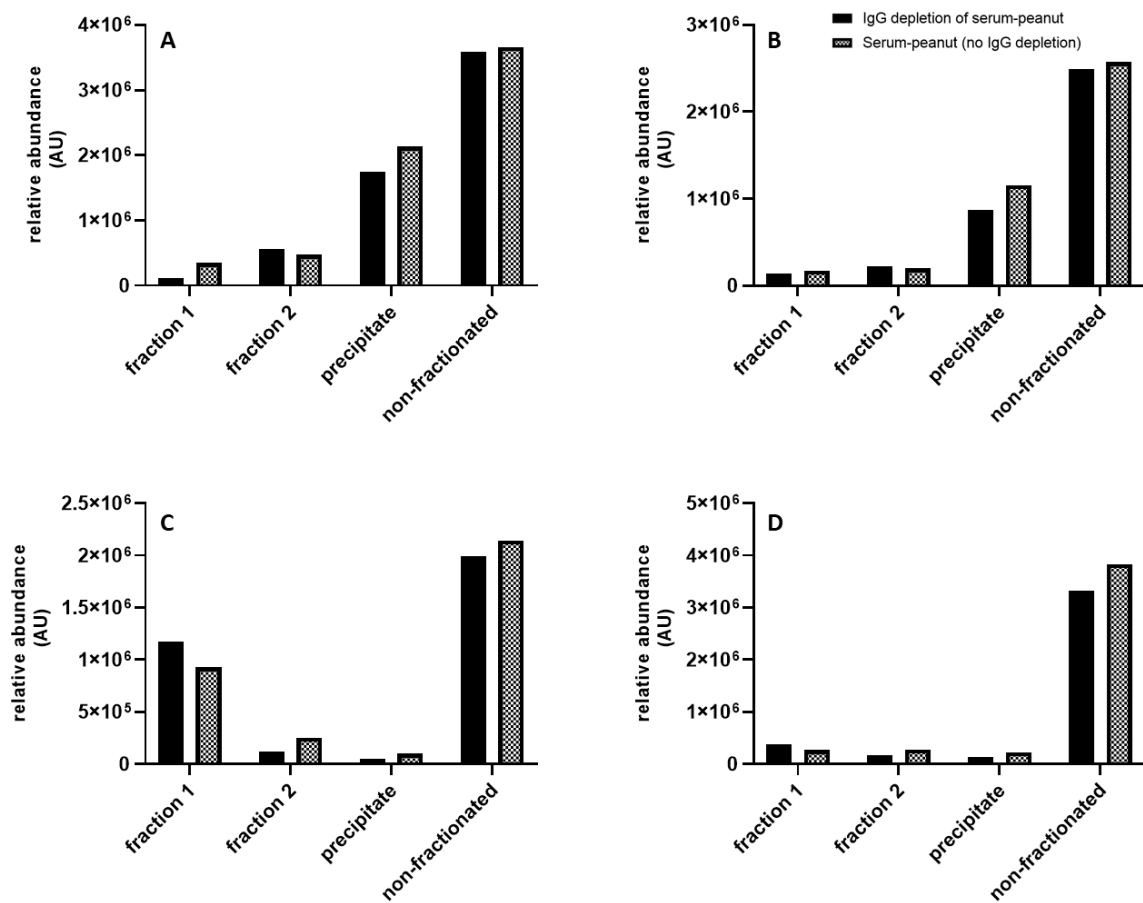 A
relative abundance
(AU)
4×10⁶
3×10⁶
2×10⁶
1×10⁶
0
fraction 1
fraction 2
precipitate
non-fractionated
B
IgG depletion of serum-peanut
Serum-peanut (no IgG depletion)
relative abundance
(AU)
3×10⁶
2×10⁶
1×10⁶
0
fraction 1
fraction 2
precipitate
non-fractionated
C
relative abundance
(AU)
2.5×10⁶
2×10⁶
1.5×10⁶
1×10⁶
5×10⁵
0
fraction 1
fraction 2
precipitate
non-fractionated
D
relative abundance
(AU)
5×10⁶
4×10⁶
3×10⁶
2×10⁶
1×10⁶
0
fraction 1
fraction 2
precipitate
non-fractionated